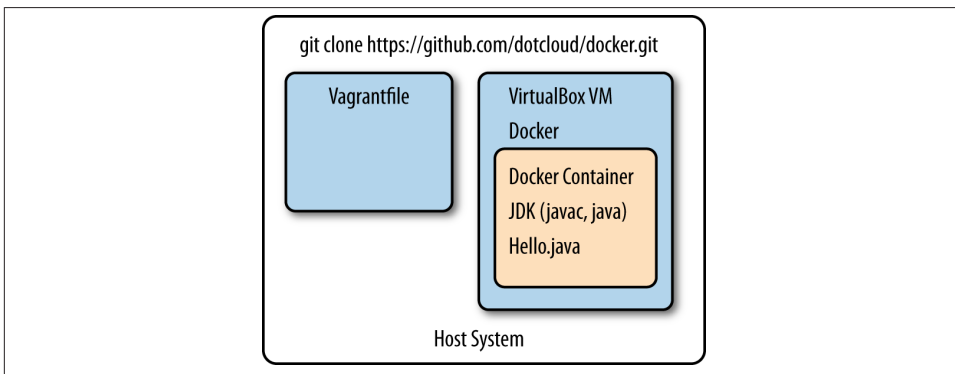 git clone https://github.com/dotcloud/docker.git
Vagrantfile
VirtualBox VM
Docker
Docker Container
JDK (javac, java)
Hello.java
Host System